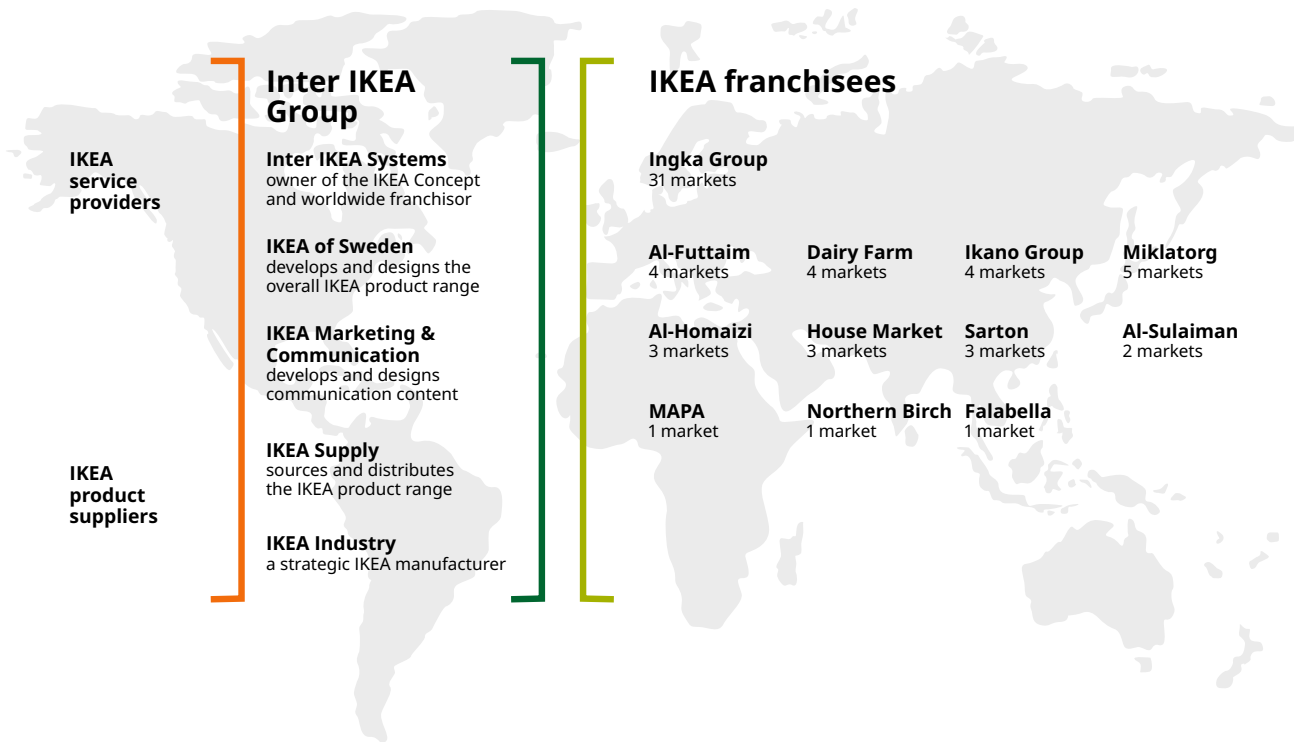 IKEA
service
providers
IKEA
product
suppliers
Inter IKEA
Group
Inter IKEA Systems
owner of the IKEA Concept
and worldwide franchisor
IKEA of Sweden
develops and designs the
overall IKEA product range
IKEA Marketing &
Communication
develops and designs
communication content
IKEA Supply
sources and distributes
the IKEA product range
IKEA Industry
a strategic IKEA manufacturer
IKEA franchisees
Ingka Group
31 markets
Al-Futtaim
4 markets
Dairy Farm
4 markets
Ikano Group
4 markets
Miklatorg
5 markets
Al-Homaizi
3 markets
House Market
3 markets
Sarton
3 markets
Al-Sulaiman
2 markets
MAPA
1 market
Northern Birch
1 market
Falabella
1 market